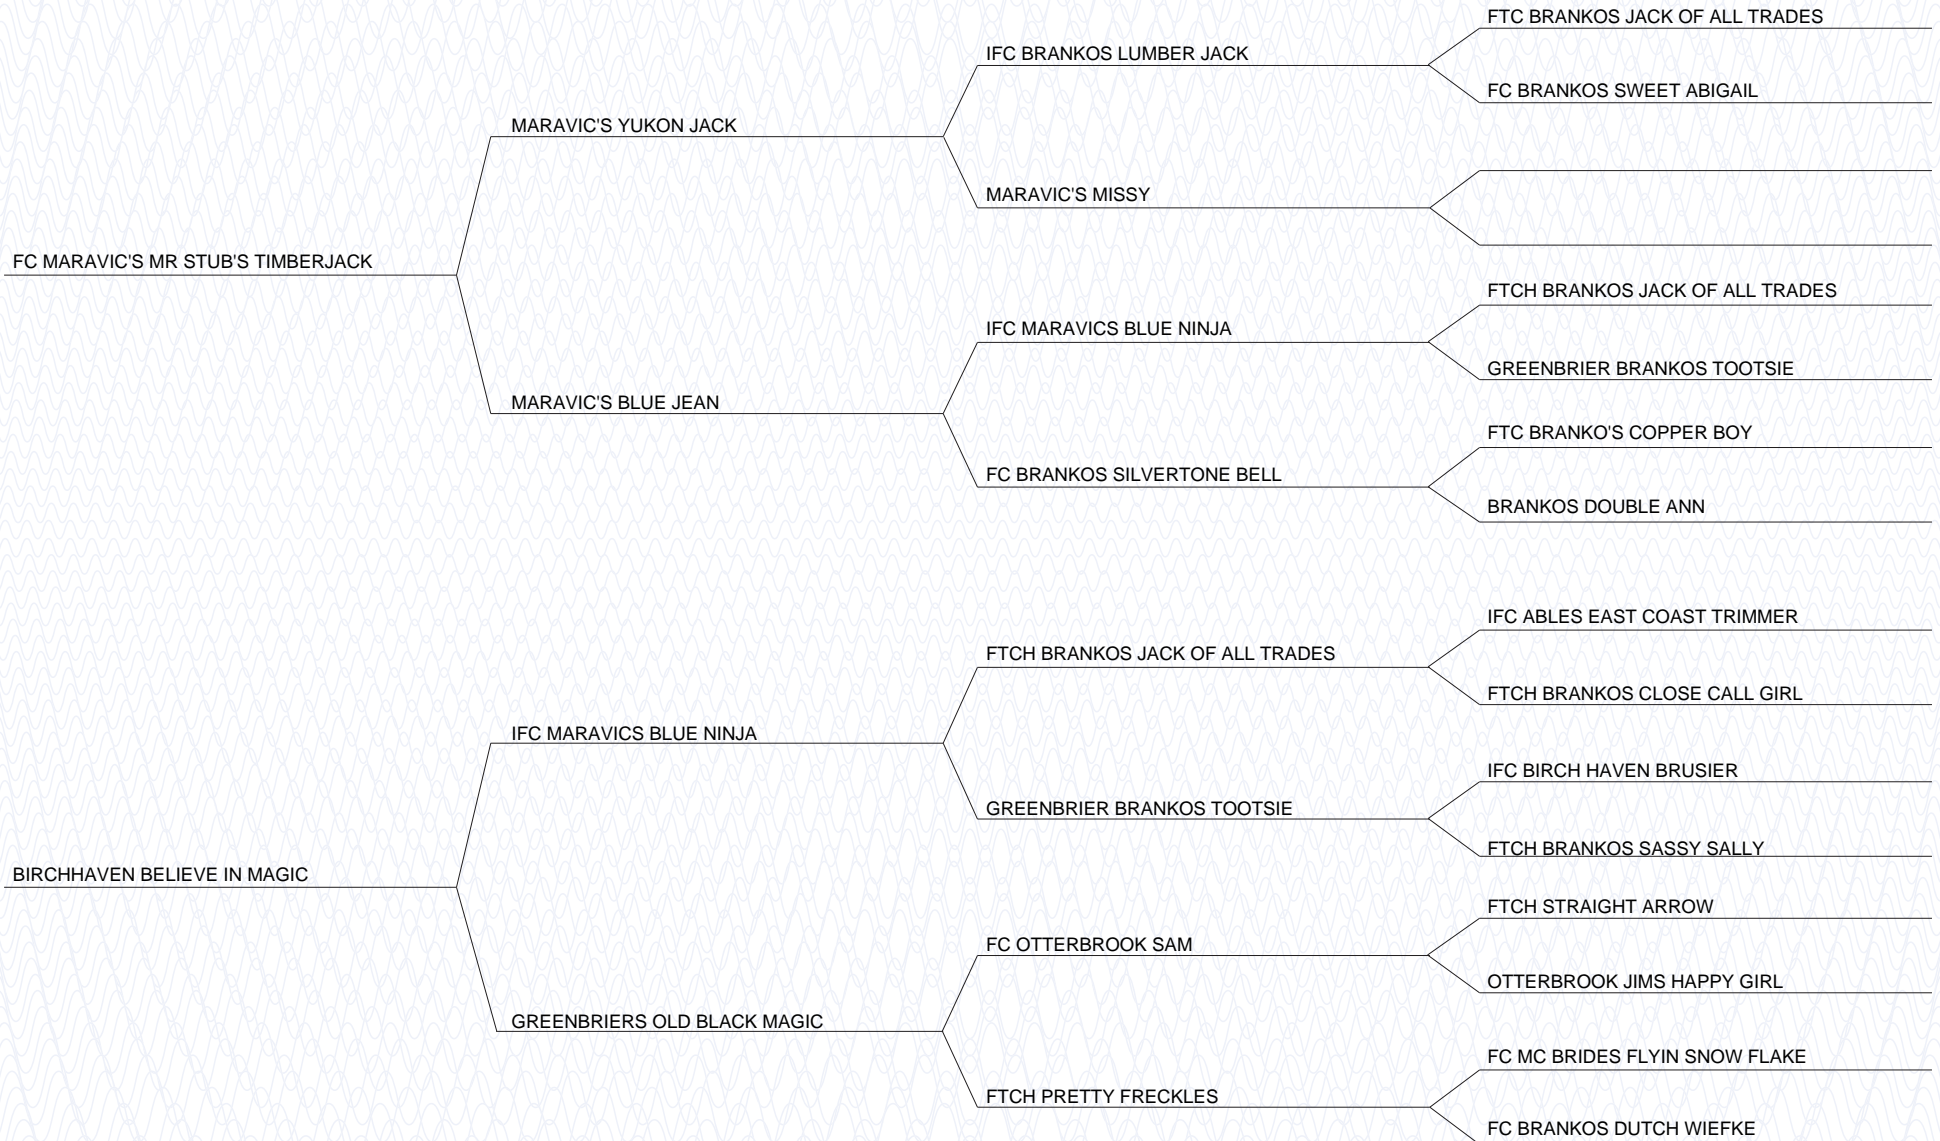 FTC BRANKOS JACK OF ALL TRADES
IFC BRANKOS LUMBER JACK
FC BRANKOS SWEET ABIGAIL
MARAVIC'S YUKON JACK
MARAVIC'S MISSY
FC MARAVIC'S MR STUB'S TIMBERJACK
FTCH BRANKOS JACK OF ALL TRADES
IFC MARAVICS BLUE NINJA
GREENBRIER BRANKOS TOOTSIE
MARAVIC'S BLUE JEAN
FTC BRANKO'S COPPER BOY
FC BRANKOS SILVERTONE BELL
BRANKOS DOUBLE ANN
IFC ABLES EAST COAST TRIMMER
FTCH BRANKOS JACK OF ALL TRADES
FTCH BRANKOS CLOSE CALL GIRL
IFC MARAVICS BLUE NINJA
IFC BIRCH HAVEN BRUSIER
GREENBRIER BRANKOS TOOTSIE
FTCH BRANKOS SASSY SALLY
BIRCHHAVEN BELIEVE IN MAGIC
FTCH STRAIGHT ARROW
FC OTTERBROOK SAM
OTTERBROOK JIMS HAPPY GIRL
GREENBRIERS OLD BLACK MAGIC
FC MC BRIDES FLYIN SNOW FLAKE
FTCH PRETTY FRECKLES
FC BRANKOS DUTCH WIEFKE